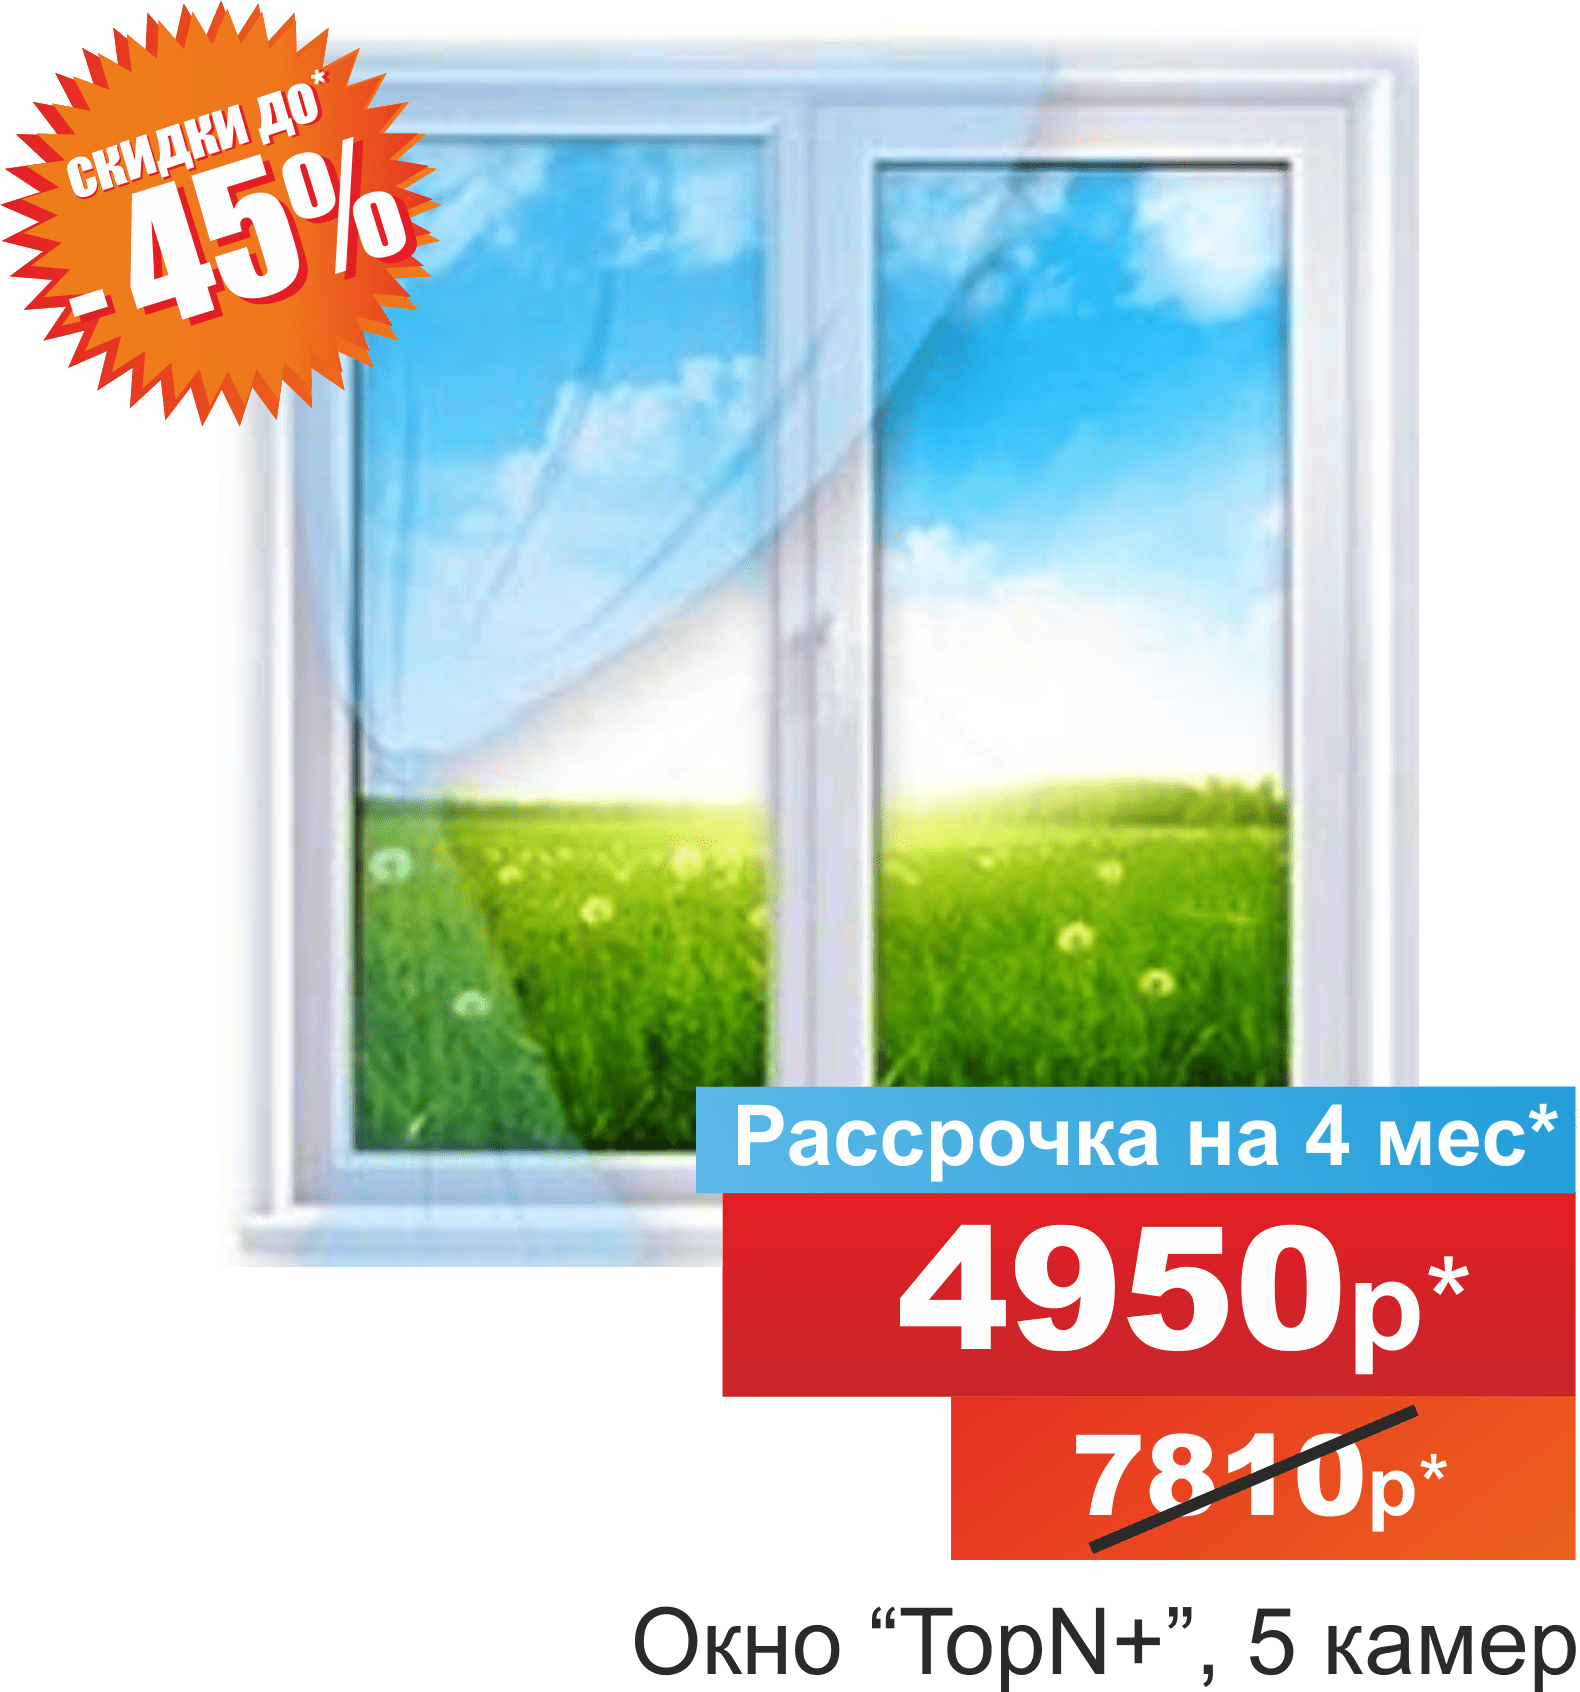 скидки до*
- 45%
Рассрочка на 4 мес*
4950р*
7810р*
Окно “TopN+”, 5 камер